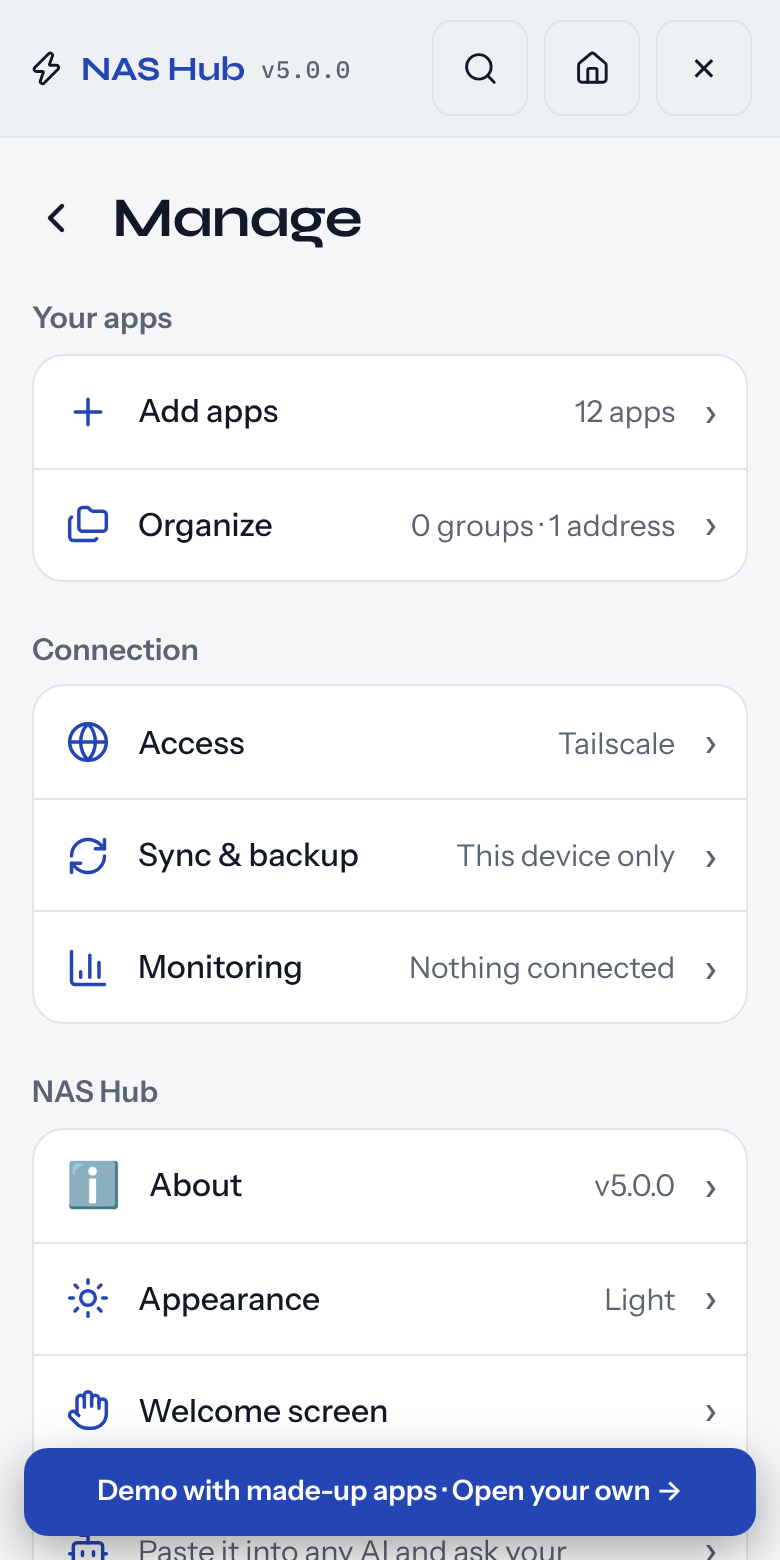 NAS Hub v5.0.0
Manage
Your apps
Add apps 12 apps
Organize 0 groups · 1 address
Connection
Access Tailscale
Sync & backup This device only
Monitoring Nothing connected
NAS Hub
About v5.0.0
Appearance Light
Welcome screen
Demo with made-up apps · Open your own →
Paste it into any AI and ask your